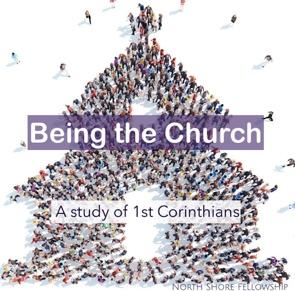 Being the Church
A study of 1st Corinthians
North Shore Fellowship